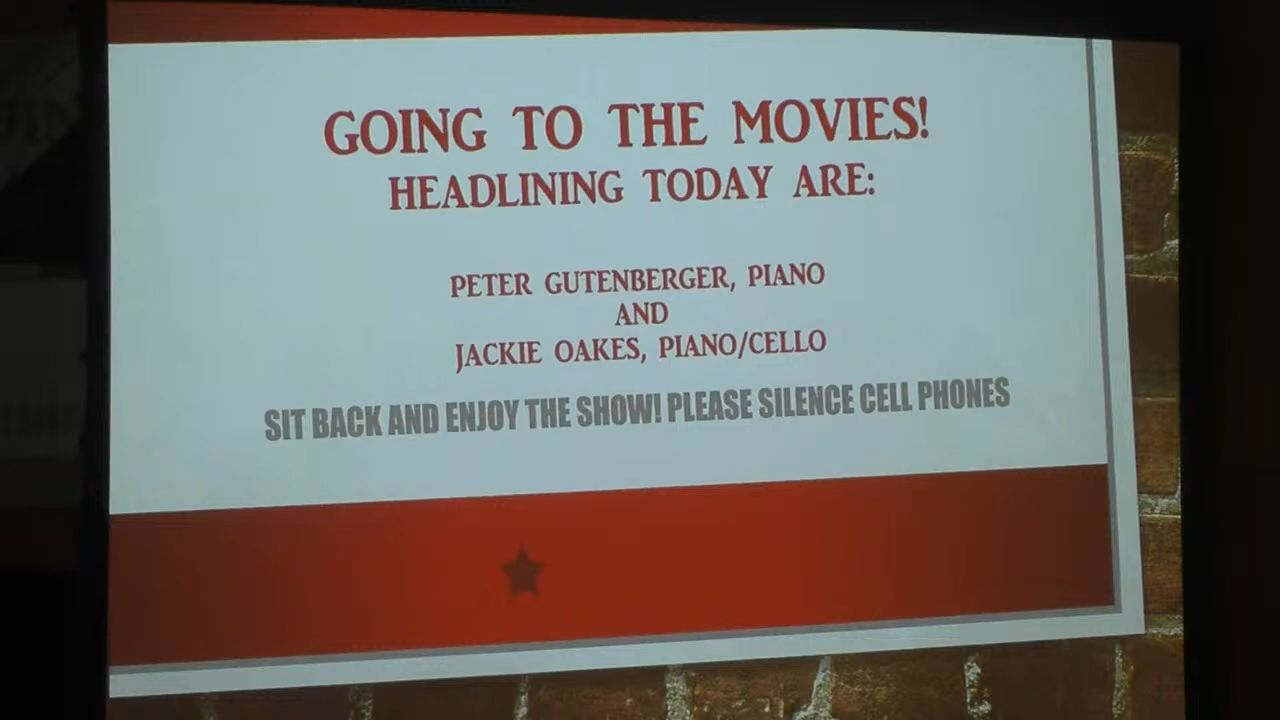 GOING TO THE MOVIES!
HEADLINING TODAY ARE:
PETER GUTENBERGER, PIANO
AND
JACKIE OAKES, PIANO/CELLO
SIT BACK AND ENJOY THE SHOW! PLEASE SILENCE CELL PHONES